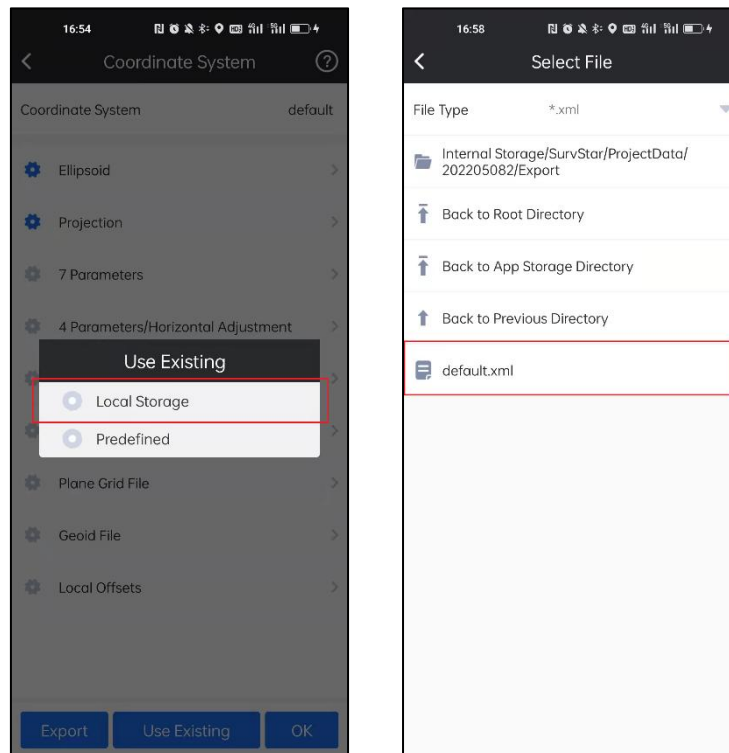 16:54
Coordinate System
Coordinate System default
Ellipsoid
Projection
7 Parameters
4 Parameters/Horizontal Adjustment
Use Existing
Local Storage
Predefined
Plane Grid File
Geoid File
Local Offsets
Export Use Existing OK
16:58
Select File
File Type *.xml
Internal Storage/SurvStar/ProjectData/
202205082/Export
Back to Root Directory
Back to App Storage Directory
Back to Previous Directory
default.xml